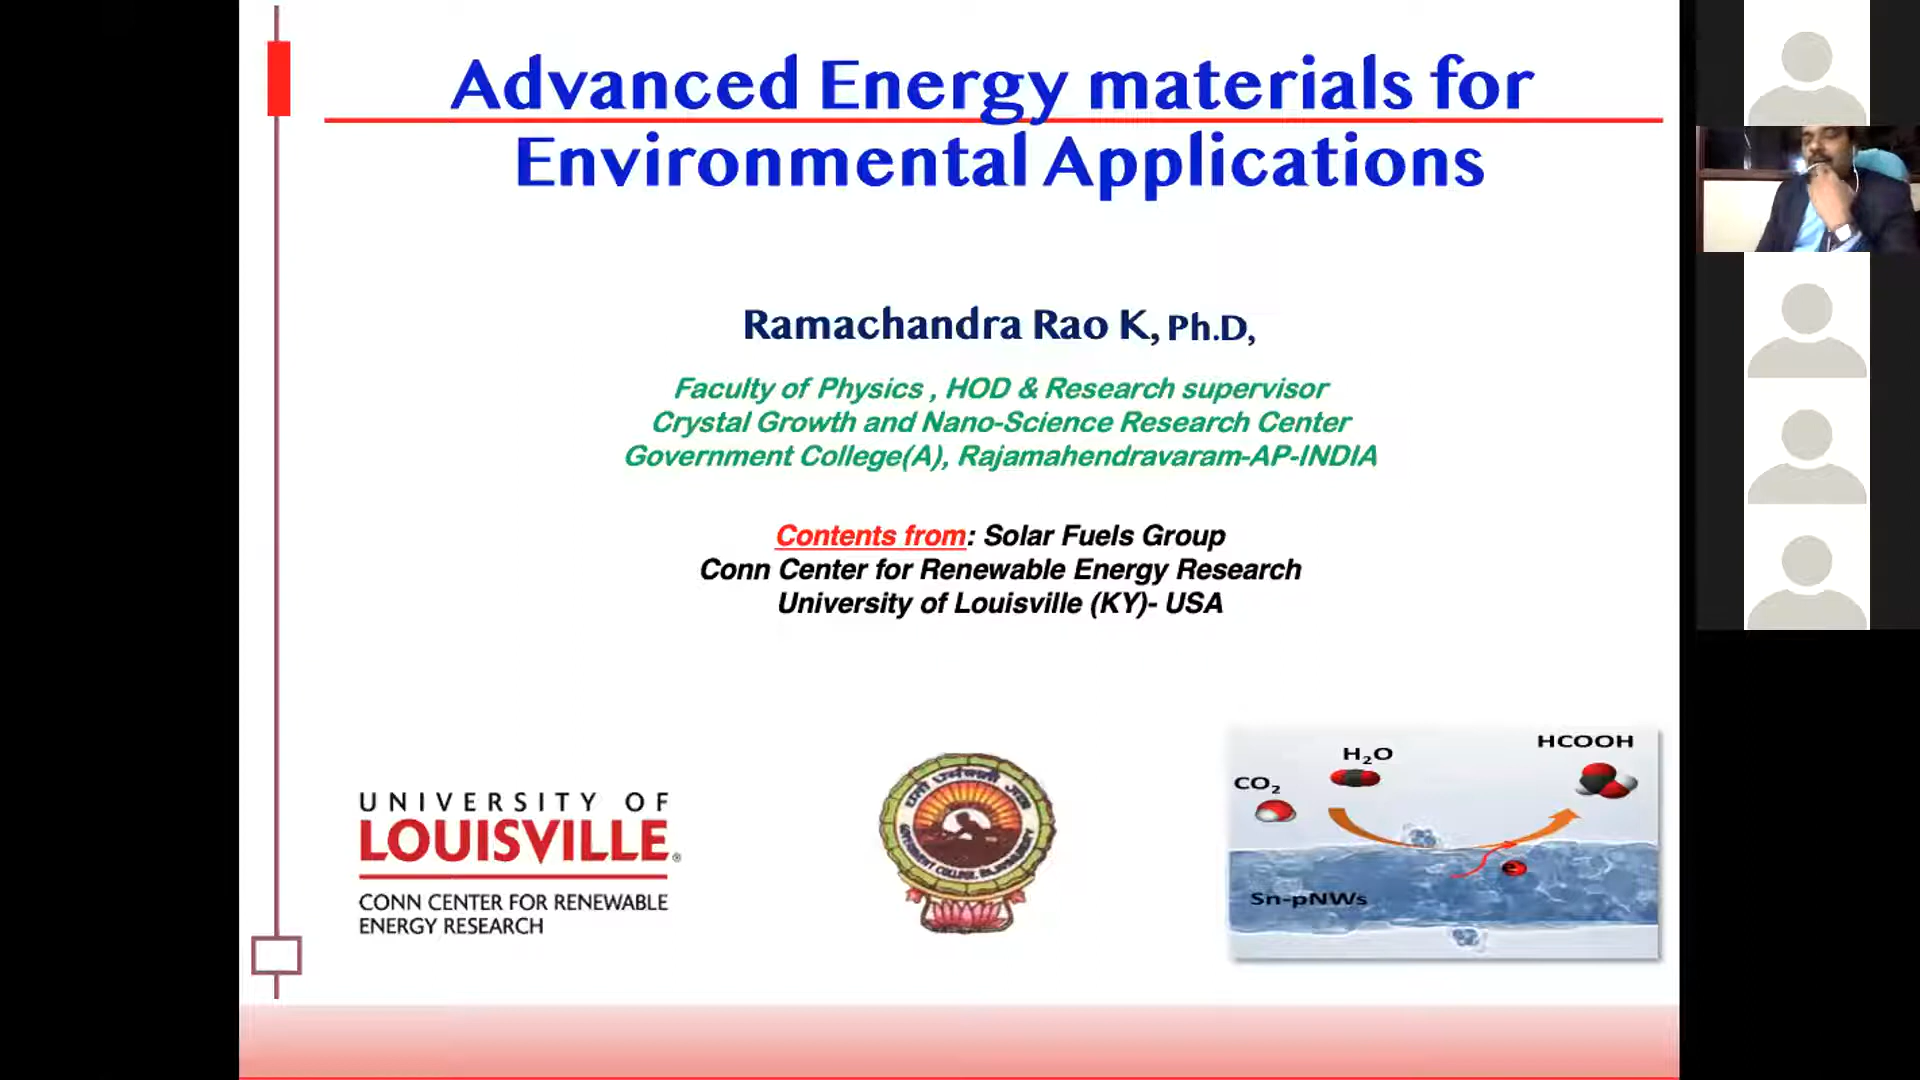 Advanced Energy materials for
Environmental Applications
Ramachandra Rao K, Ph.D,
Faculty of Physics , HOD & Research supervisor
Crystal Growth and Nano-Science Research Center
Government College(A), Rajamahendravaram-AP-INDIA
Contents from: Solar Fuels Group
Conn Center for Renewable Energy Research
University of Louisville (KY)- USA
UNIVERSITY OF
LOUISVILLE®
CONN CENTER FOR RENEWABLE
ENERGY RESEARCH
GOVERNMENT COLLEGE, RAJAHMUNDRY
CO₂
H₂O
HCOOH
Sn-pNWs